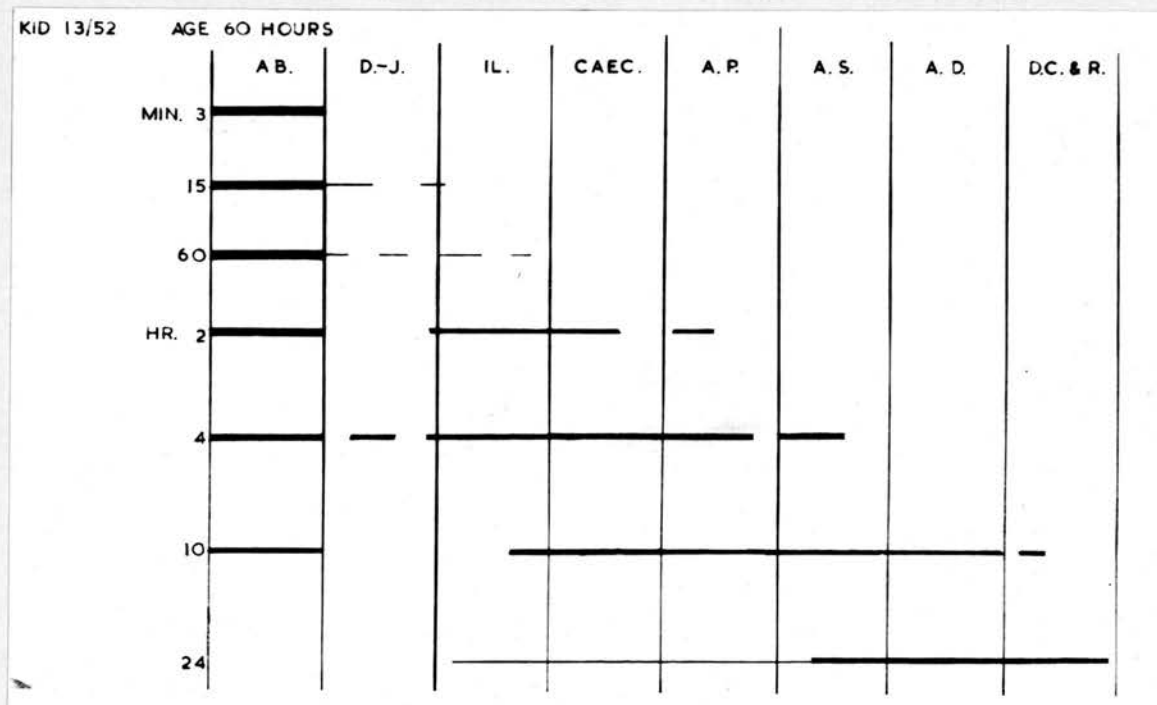 KID 13/52 AGE 60 HOURS
AB. D.-J. IL. CAEC. A. P. A. S. A. D. D.C. & R.
MIN. 3
15
60
HR. 2
4
10
24